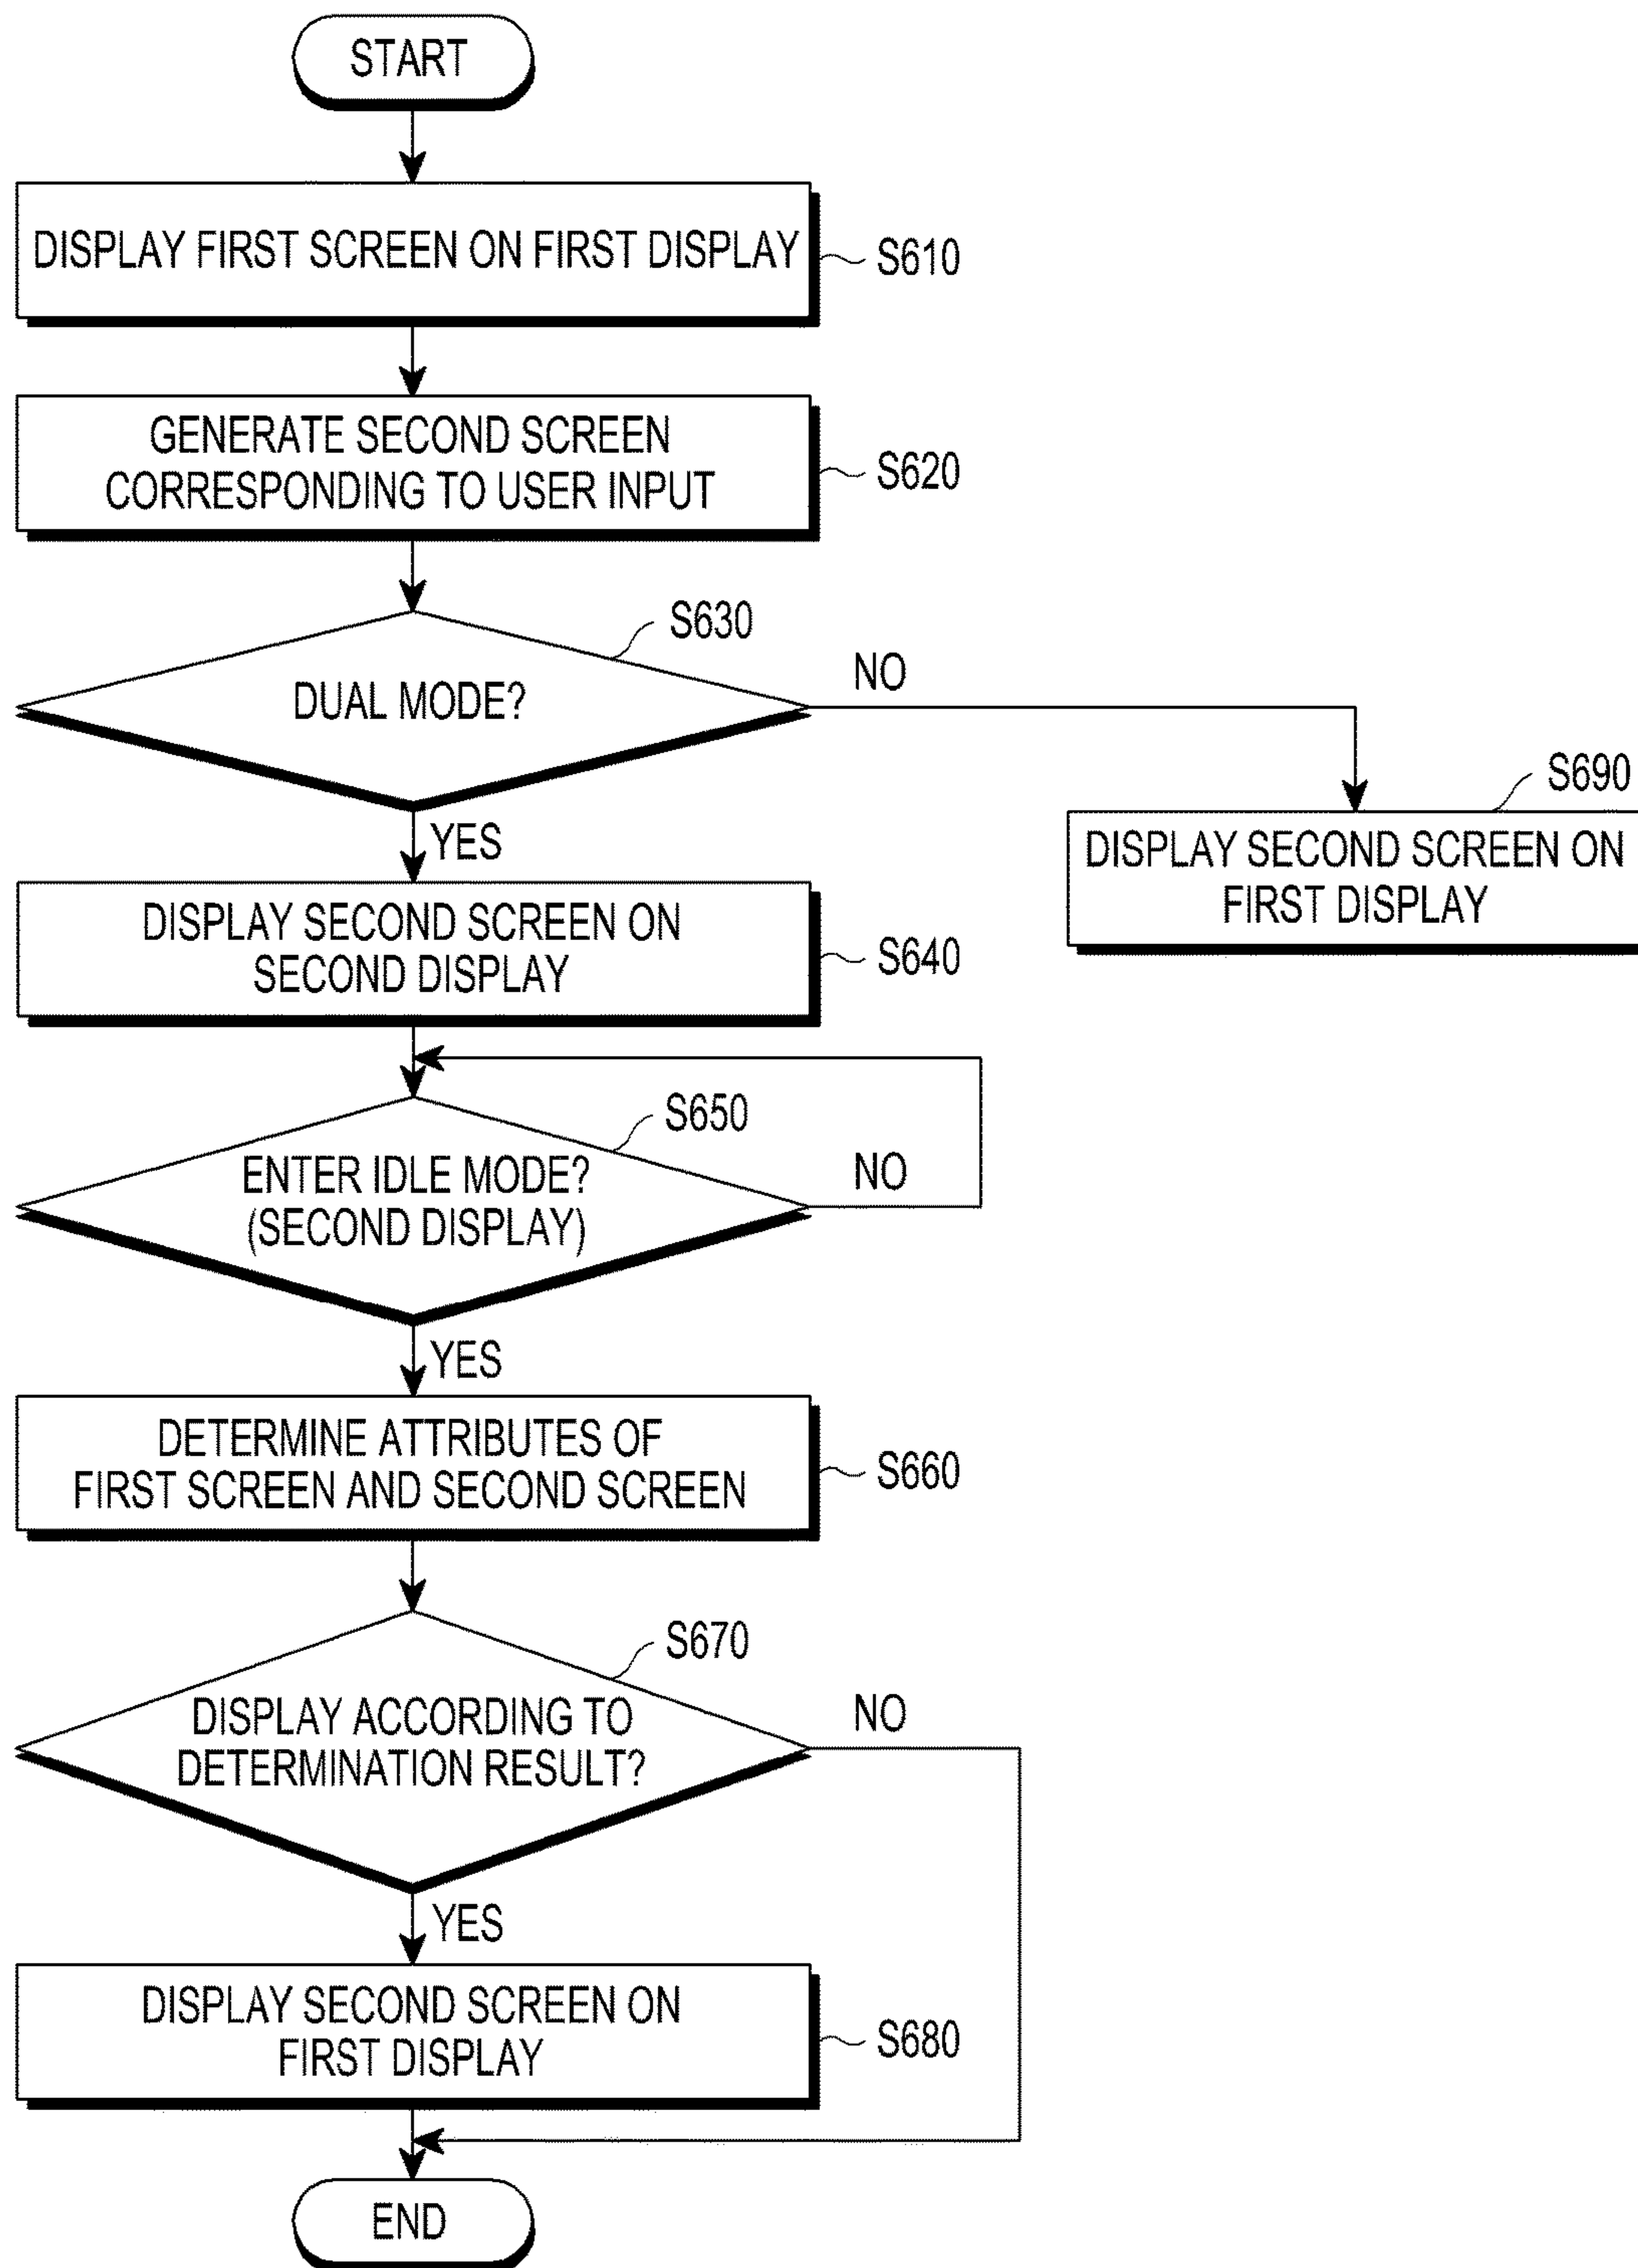 START
DISPLAY FIRST SCREEN ON FIRST DISPLAY
S610
GENERATE SECOND SCREEN
CORRESPONDING TO USER INPUT
S620
S630
DUAL MODE?
NO
YES
S690
DISPLAY SECOND SCREEN ON
FIRST DISPLAY
DISPLAY SECOND SCREEN ON
SECOND DISPLAY
S640
S650
ENTER IDLE MODE?
(SECOND DISPLAY)
NO
YES
DETERMINE ATTRIBUTES OF
FIRST SCREEN AND SECOND SCREEN
S660
S670
DISPLAY ACCORDING TO
DETERMINATION RESULT?
NO
YES
DISPLAY SECOND SCREEN ON
FIRST DISPLAY
S680
END